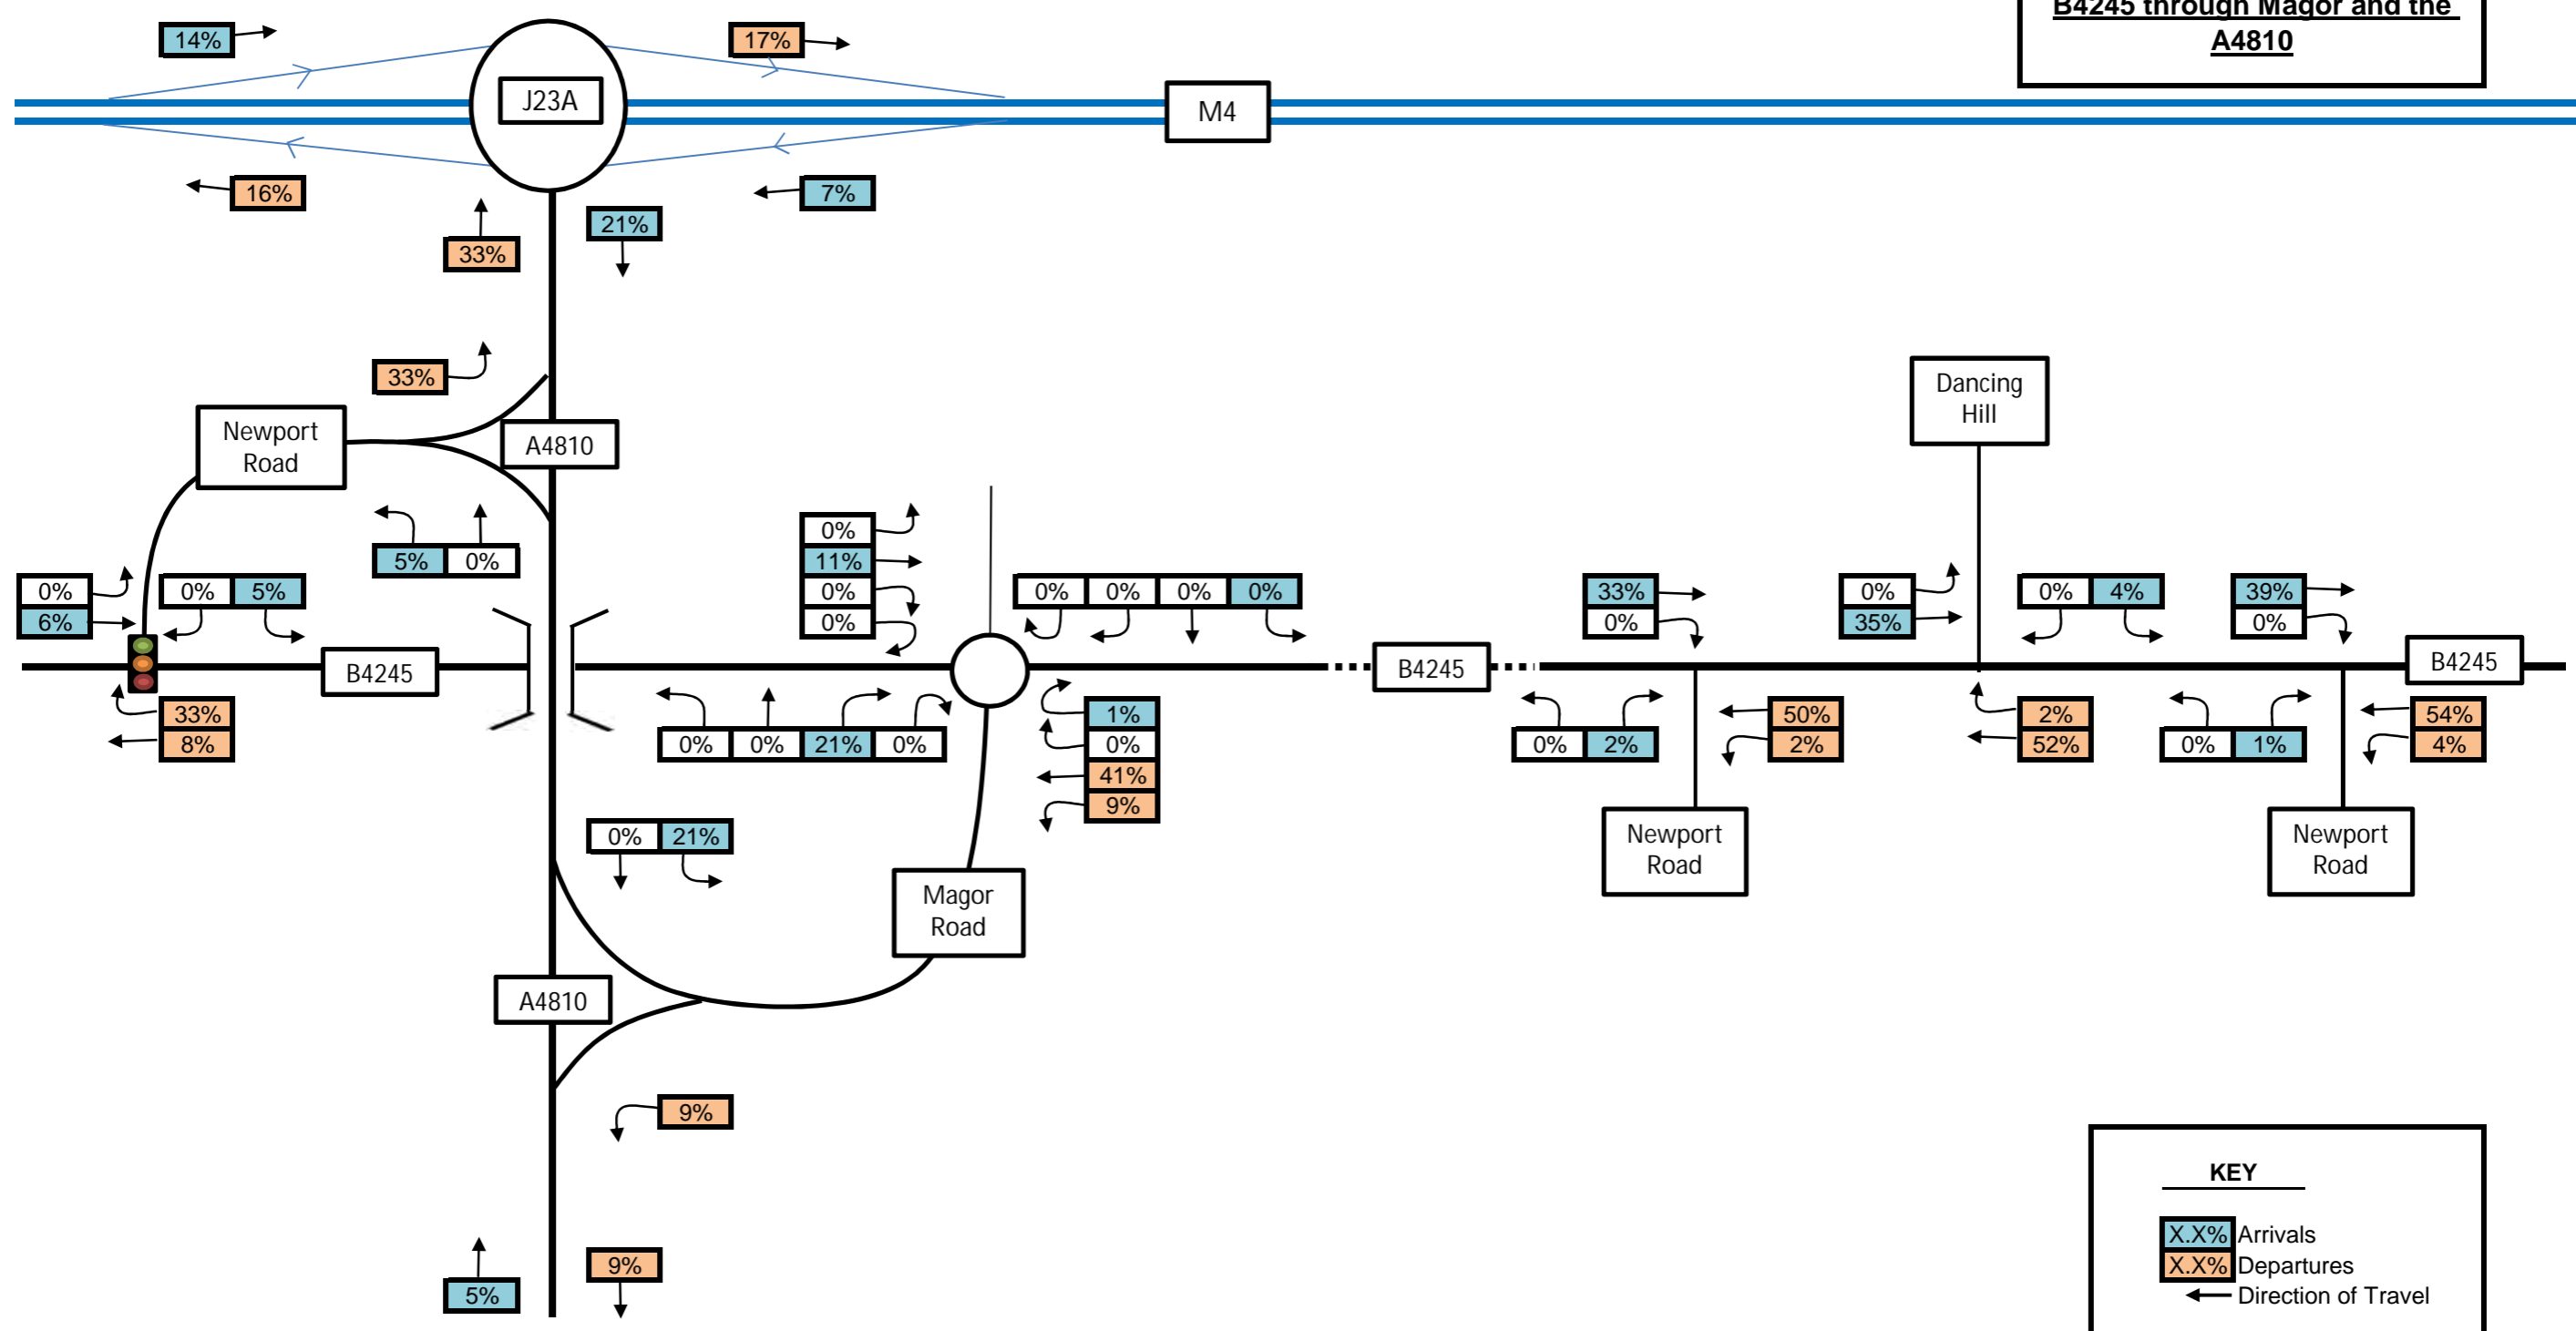 B4245 through Magor and the
A4810
14%
17%
J23A
M4
16%
7%
33%
21%
33%
Newport
Road
A4810
Dancing
Hill
5% 0%
0%
11%
0%
0%
0%
6%
0% 5%
0% 0% 0% 0%
33%
0%
0%
35%
0% 4%
39%
0%
B4245
B4245
B4245
33%
8%
0% 0% 21% 0%
1%
0%
41%
9%
0% 2%
50%
2%
2%
52%
0% 1%
54%
4%
0% 21%
Newport
Road
Newport
Road
Magor
Road
A4810
9%
9%
5%
KEY
X.X% Arrivals
X.X% Departures
Direction of Travel